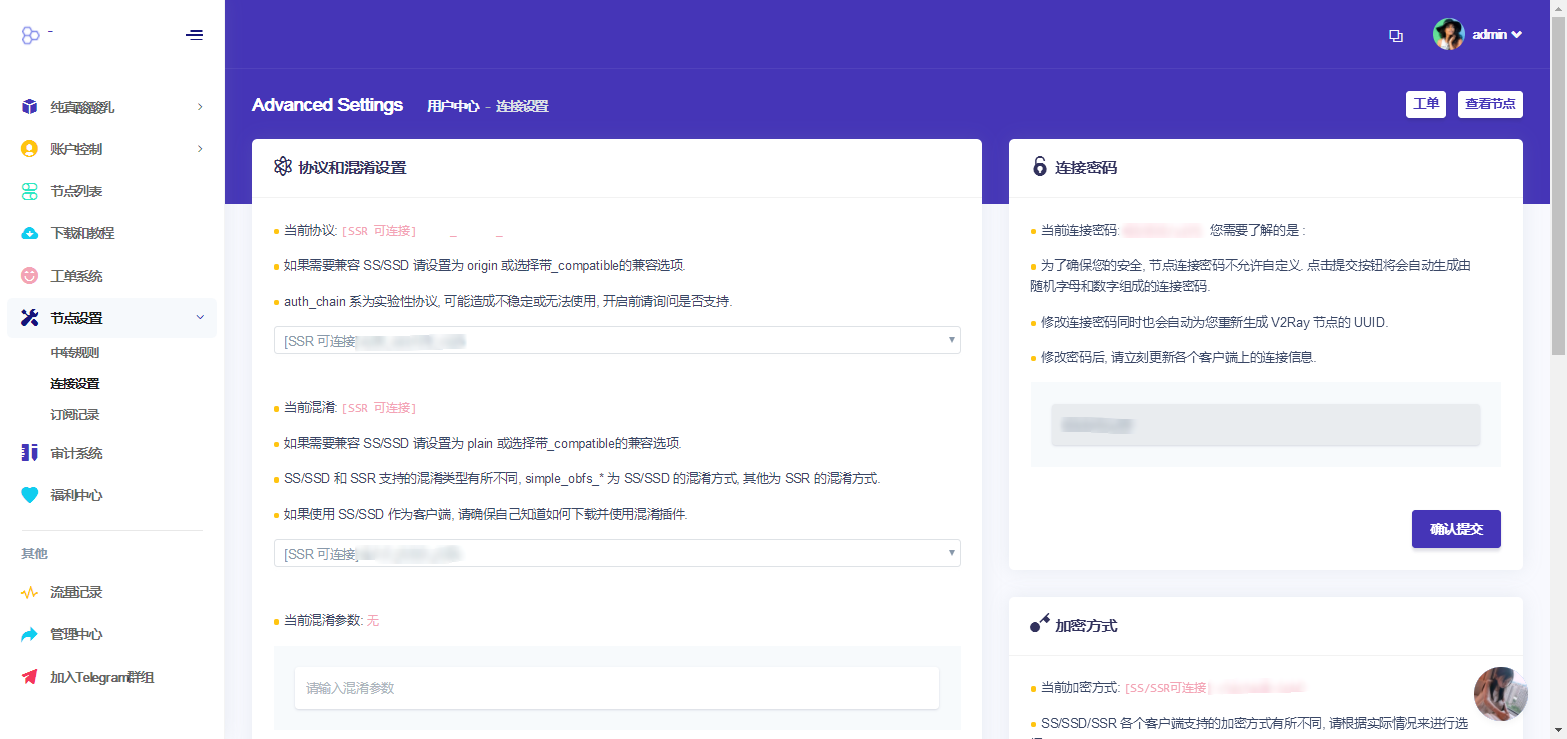 admin
纯真酸酸乳
账户控制
节点列表
下载和教程
工单系统
节点设置
中转规则
连接设置
订阅记录
审计系统
福利中心
其他
流量记录
管理中心
加入Telegram群组
Advanced Settings
用户中心 - 连接设置
工单
查看节点
协议和混淆设置
当前协议: [SSR 可连接]
如果需要兼容 SS/SSD 请设置为 origin 或选择带_compatible的兼容选项.
auth_chain 系为实验性协议, 可能造成不稳定或无法使用, 开启前请询问是否支持.
[SSR 可连接]
当前混淆: [SSR 可连接]
如果需要兼容 SS/SSD 请设置为 plain 或选择带_compatible的兼容选项.
SS/SSD 和 SSR 支持的混淆类型有所不同, simple_obfs_* 为 SS/SSD 的混淆方式, 其他为 SSR 的混淆方式.
如果使用 SS/SSD 作为客户端, 请确保自己知道如何下载并使用混淆插件.
[SSR 可连接]
当前混淆参数: 无
请输入混淆参数
连接密码
当前连接密码: 您需要了解的是 :
为了确保您的安全, 节点连接密码不允许自定义. 点击提交按钮将会自动生成由
随机字母和数字组成的连接密码.
修改连接密码同时也会自动为您重新生成 V2Ray 节点的 UUID.
修改密码后, 请立刻更新各个客户端上的连接信息.
确认提交
加密方式
当前加密方式: [SS/SSR可连接]
SS/SSD/SSR 各个客户端支持的加密方式有所不同, 请根据实际情况来进行选